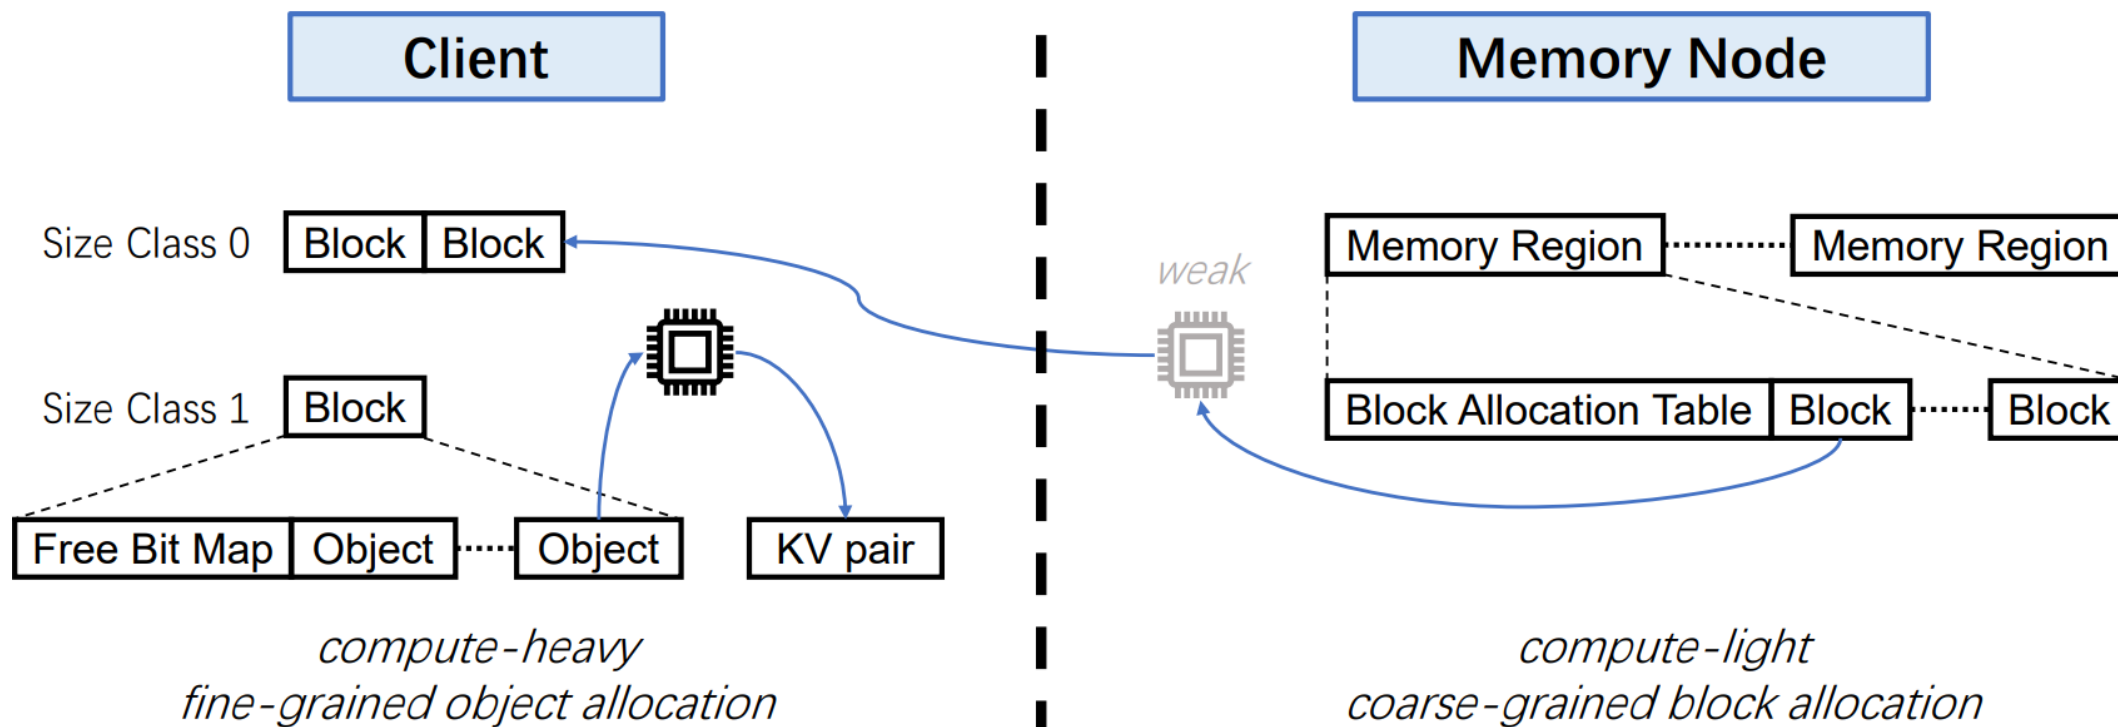 Client
Memory Node
Size Class 0
Block
Block
weak
Memory Region
Memory Region
Size Class 1
Block
Block Allocation Table
Block
Block
Free Bit Map
Object
Object
KV pair
compute-heavy
fine-grained object allocation
compute-light
coarse-grained block allocation